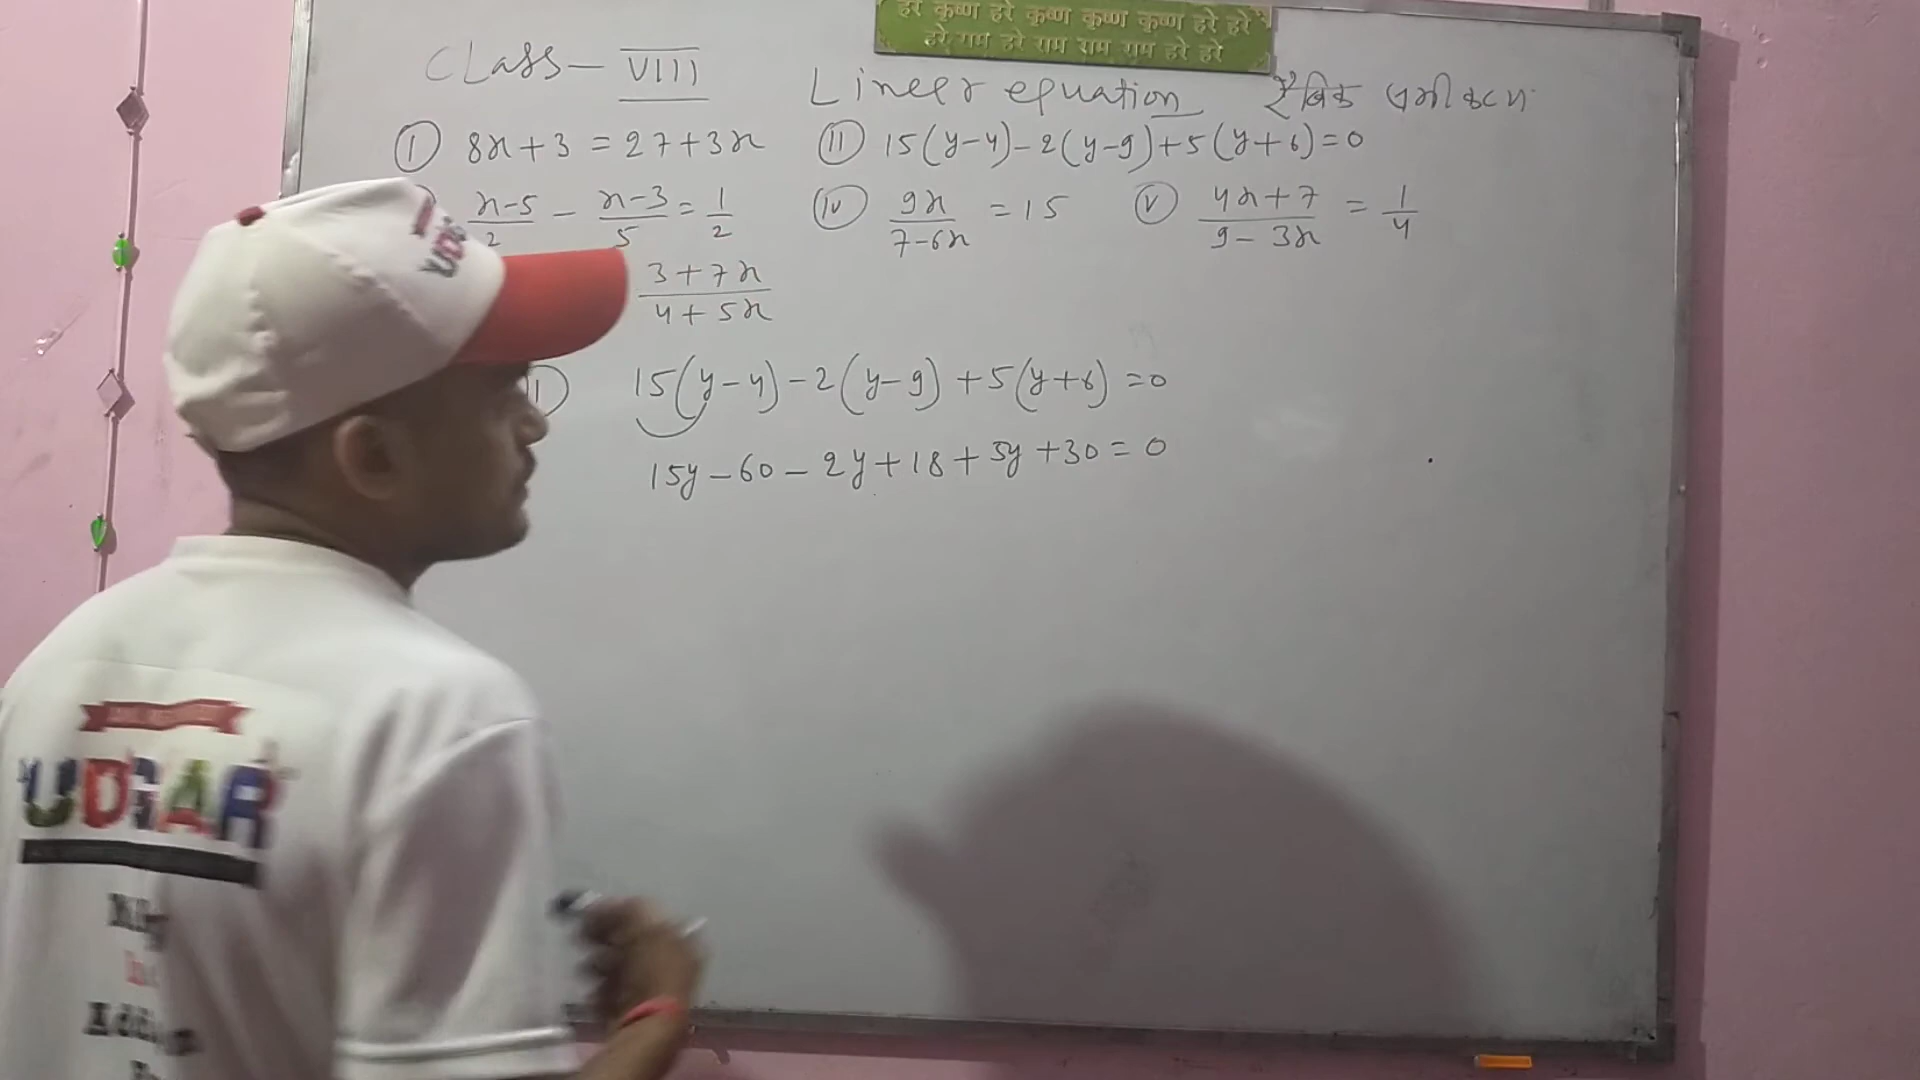 हरे कृष्ण हरे कृष्ण कृष्ण कृष्ण हरे हरे
हरे राम हरे राम राम राम हरे हरे
CLass – VIII Lineer equation रैखिक समीकरण
I 8x+3 = 27+3x II 15(y-4)-2(y-9)+5(y+6)=0
x-5/2 - x-3/5 = 1/2 IV 9x/7-6x = 15 V 4x+7/9-3x = 1/4
3+7x/4+5x
15(y-4)-2(y-9)+5(y+6)=0
15y-60-2y+18+5y+30=0
UDGAR